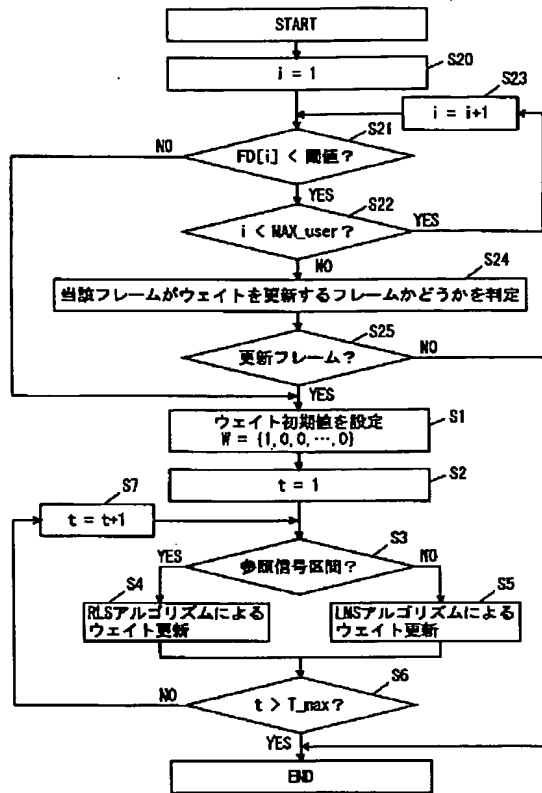 START
S20
i = 1
S23
i = i+1
S21
NO
FD[i] < 閾値?
YES
S22
i < MAX_user?
YES
NO
S24
当該フレームがウェイトを更新するフレームかどうかを判定
S25
更新フレーム?
NO
YES
S1
ウェイト初期値を設定
W = {1,0,0,…,0}
S2
t = 1
S7
t = t+1
S3
YES
参照信号区間?
NO
S4
RLSアルゴリズムによる
ウェイト更新
S5
LMSアルゴリズムによる
ウェイト更新
S6
NO
t > T_max?
YES
END